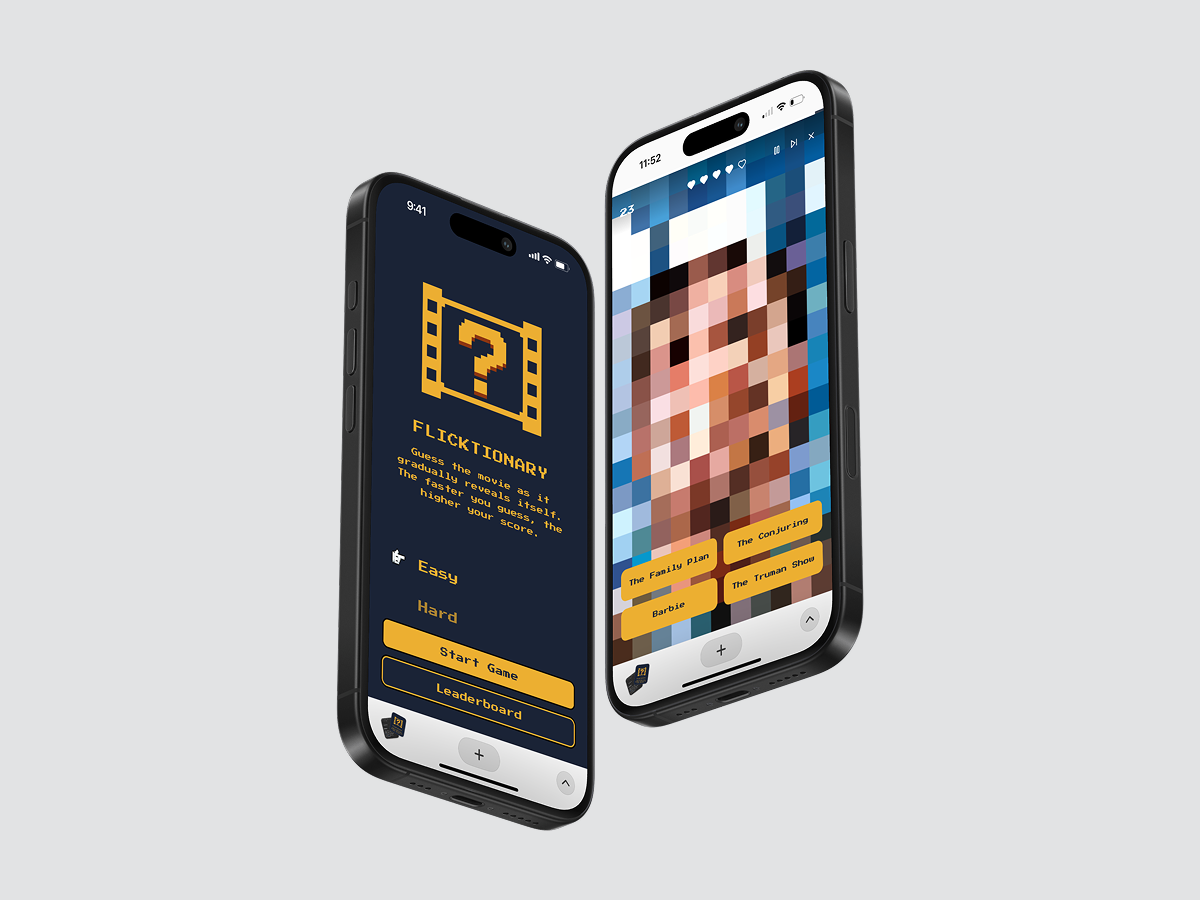 9:41
?
FLICKTIONARY
Guess the movie as it
gradually reveals itself.
The faster you guess, the
higher your score.
Easy
Hard
Start Game
Leaderboard
[?]
+
11:52
23
The Family Plan
The Conjuring
Barbie
The Truman Show
[?]
+